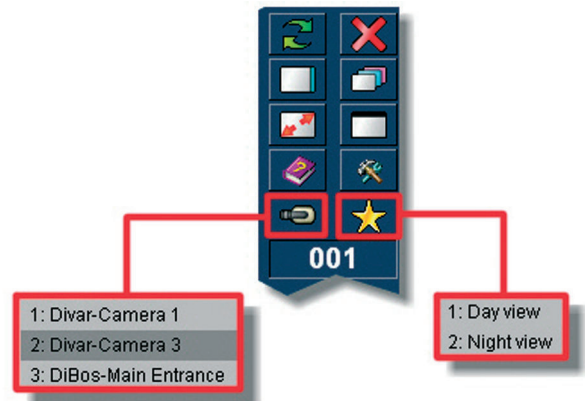 001
1: Divar-Camera 1
2: Divar-Camera 3
3: DiBos-Main Entrance
1: Day view
2: Night view